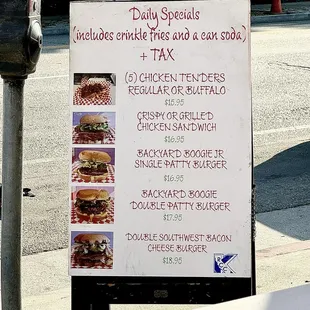 Daily Specials
(includes crinkle fries and a can soda)
+ TAX
(5) CHICKEN TENDERS
REGULAR OR BUFFALO
$15.95
CRISPY OR GRILLED
CHICKEN SANDWICH
$16.95
BACKYARD BOOGIE JR
SINGLE PATTY BURGER
$16.95
BACKYARD BOOGIE
DOUBLE PATTY BURGER
$17.95
DOUBLE SOUTHWEST BACON
CHEESE BURGER
$18.95